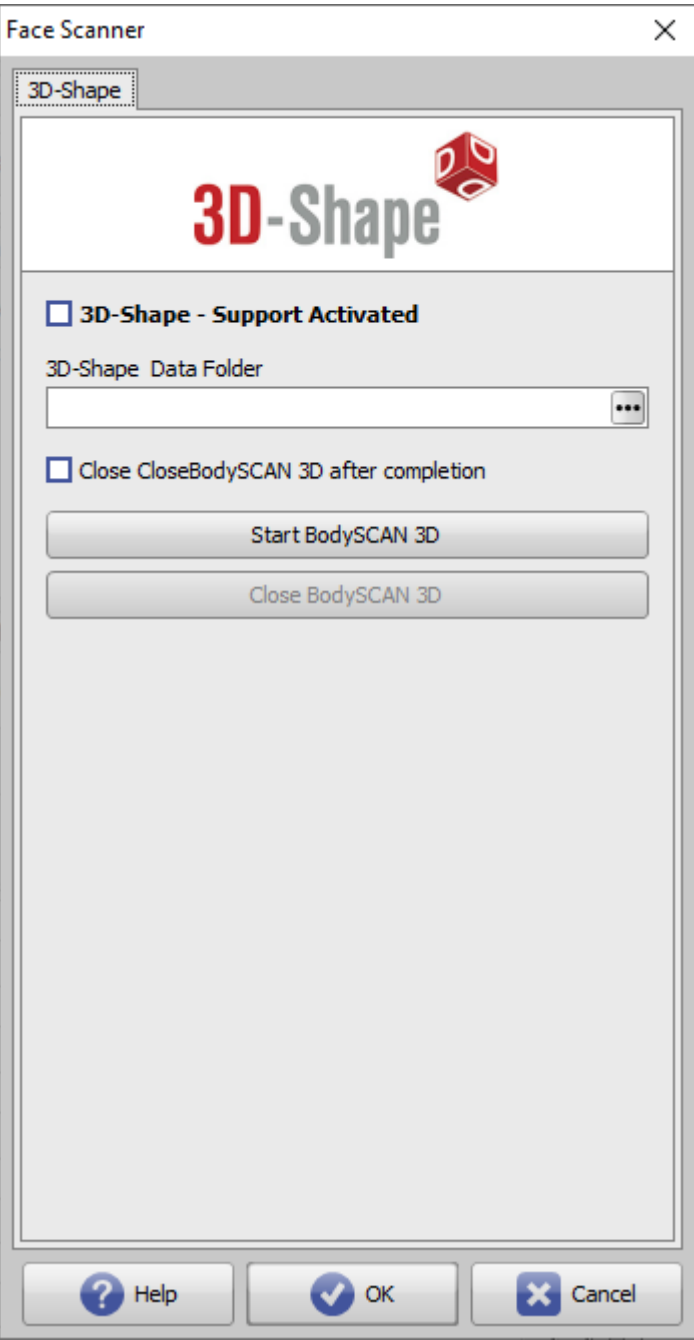 Face Scanner
3D-Shape
3D-Shape
3D-Shape - Support Activated
3D-Shape Data Folder
Close CloseBodySCAN 3D after completion
Start BodySCAN 3D
Close BodySCAN 3D
Help OK Cancel